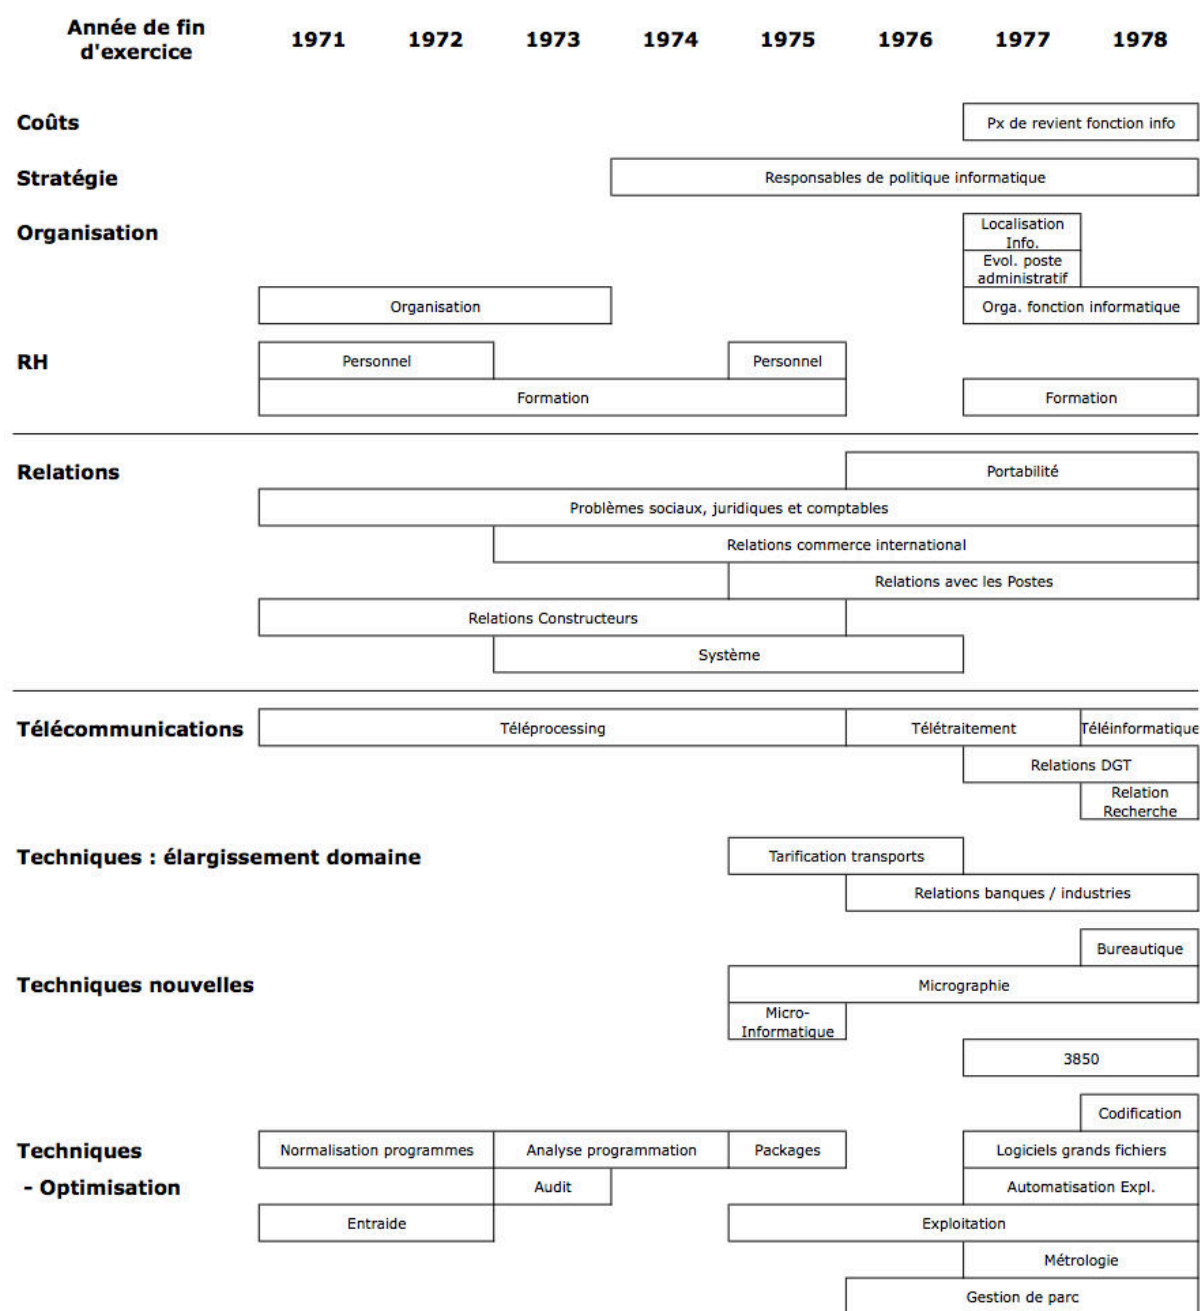 Année de fin
d'exercice
1971 1972 1973 1974 1975 1976 1977 1978
Coûts
Px de revient fonction info
Stratégie
Responsables de politique informatique
Organisation
Localisation
Info.
Evol. poste
administratif
Organisation
Orga. fonction informatique
RH
Personnel
Personnel
Formation
Formation
Relations
Portabilité
Problèmes sociaux, juridiques et comptables
Relations commerce international
Relations avec les Postes
Relations Constructeurs
Système
Télécommunications
Téléprocessing
Télétraitement
Téléinformatique
Relations DGT
Relation
Recherche
Techniques : élargissement domaine
Tarification transports
Relations banques / industries
Bureautique
Techniques nouvelles
Micrographie
Micro-
Informatique
3850
Codification
Techniques
Normalisation programmes
Analyse programmation
Packages
Logiciels grands fichiers
- Optimisation
Audit
Automatisation Expl.
Entraide
Exploitation
Métrologie
Gestion de parc